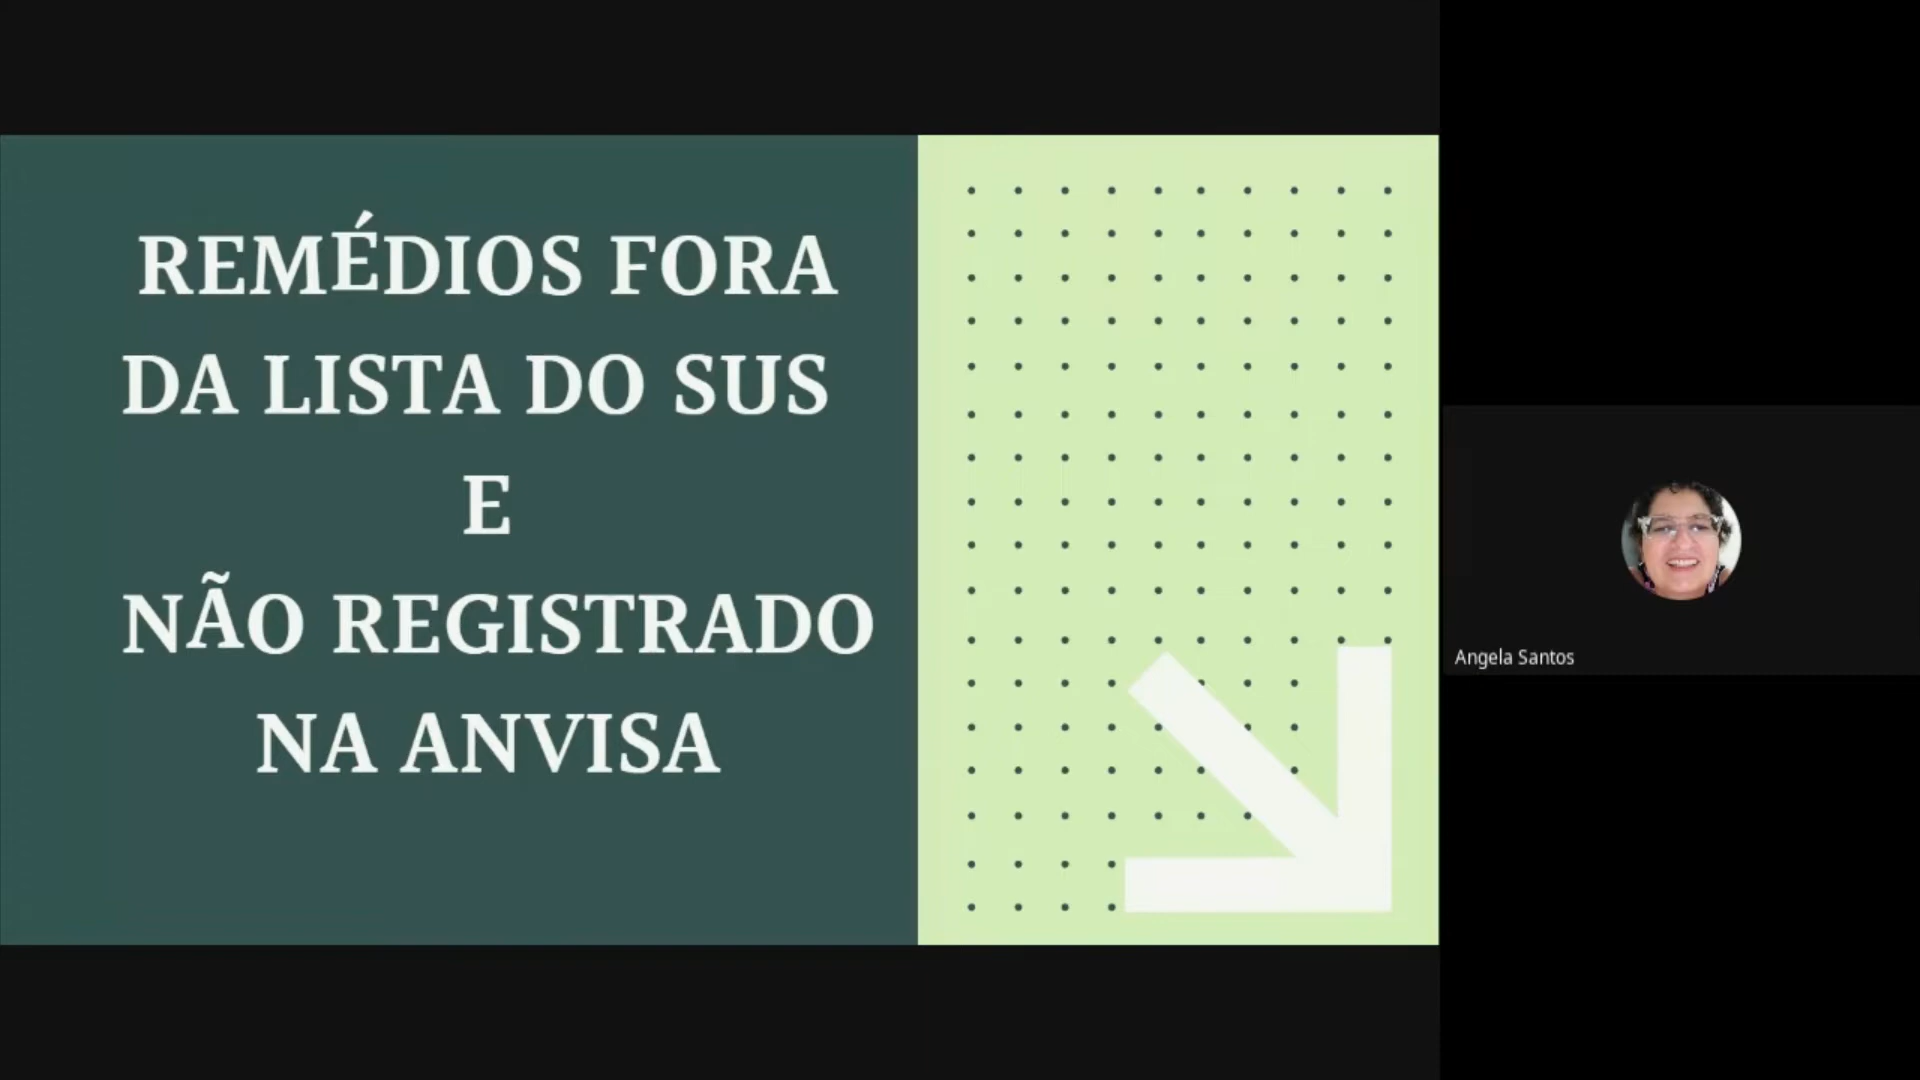 REMÉDIOS FORA
DA LISTA DO SUS
E
NÃO REGISTRADO
NA ANVISA
Angela Santos